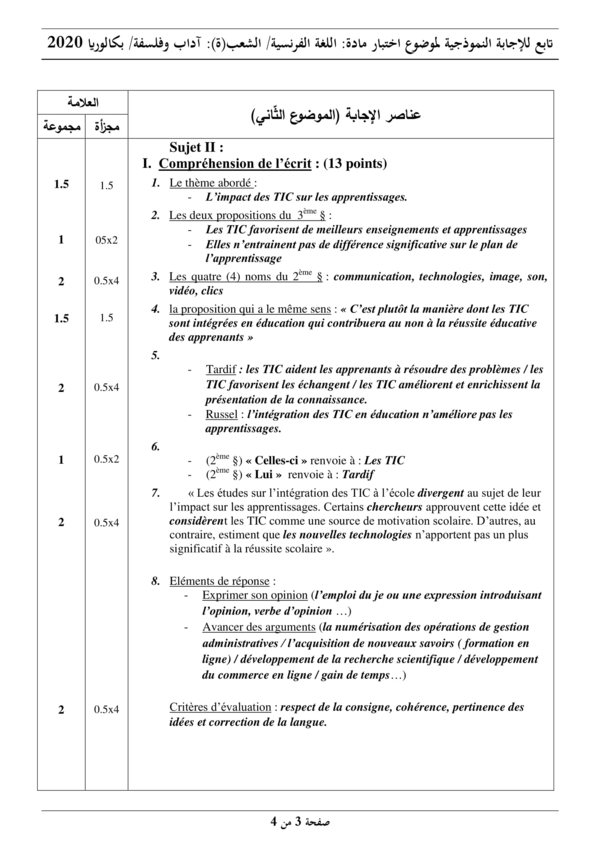 تابع للإجابة النموذجية لموضوع اختبار مادة: اللغة الفرنسية/ الشعب(ة): آداب وفلسفة/ بكالوريا 2020
العلامة
عناصر الإجابة (الموضوع الثّاني)
مجموعة
مجزأة
Sujet II :
I. Compréhension de l'écrit : (13 points)
1.5
1.5
1. Le thème abordé :
- L'impact des TIC sur les apprentissages.
2. Les deux propositions du 3ème § :
1
05x2
- Les TIC favorisent de meilleurs enseignements et apprentissages
- Elles n'entrainent pas de différence significative sur le plan de
l'apprentissage
2
0.5x4
3. Les quatre (4) noms du 2ème § : communication, technologies, image, son,
vidéo, clics
1.5
1.5
4. la proposition qui a le même sens : « C'est plutôt la manière dont les TIC
sont intégrées en éducation qui contribuera au non à la réussite éducative
des apprenants »
5.
2
0.5x4
- Tardif : les TIC aident les apprenants à résoudre des problèmes / les
TIC favorisent les échangent / les TIC améliorent et enrichissent la
présentation de la connaissance.
- Russel : l'intégration des TIC en éducation n'améliore pas les
apprentissages.
6.
1
0.5x2
- (2ème §) « Celles-ci » renvoie à : Les TIC
- (2ème §) « Lui » renvoie à : Tardif
7. « Les études sur l'intégration des TIC à l'école divergent au sujet de leur
l'impact sur les apprentissages. Certains chercheurs approuvent cette idée et
2
0.5x4
considèrent les TIC comme une source de motivation scolaire. D'autres, au
contraire, estiment que les nouvelles technologies n'apportent pas un plus
significatif à la réussite scolaire ».
8. Eléments de réponse :
- Exprimer son opinion (l'emploi du je ou une expression introduisant
l'opinion, verbe d'opinion …)
- Avancer des arguments (la numérisation des opérations de gestion
administratives / l'acquisition de nouveaux savoirs ( formation en
ligne) / développement de la recherche scientifique / développement
du commerce en ligne / gain de temps…)
2
0.5x4
Critères d'évaluation : respect de la consigne, cohérence, pertinence des
idées et correction de la langue.
صفحة 3 من 4